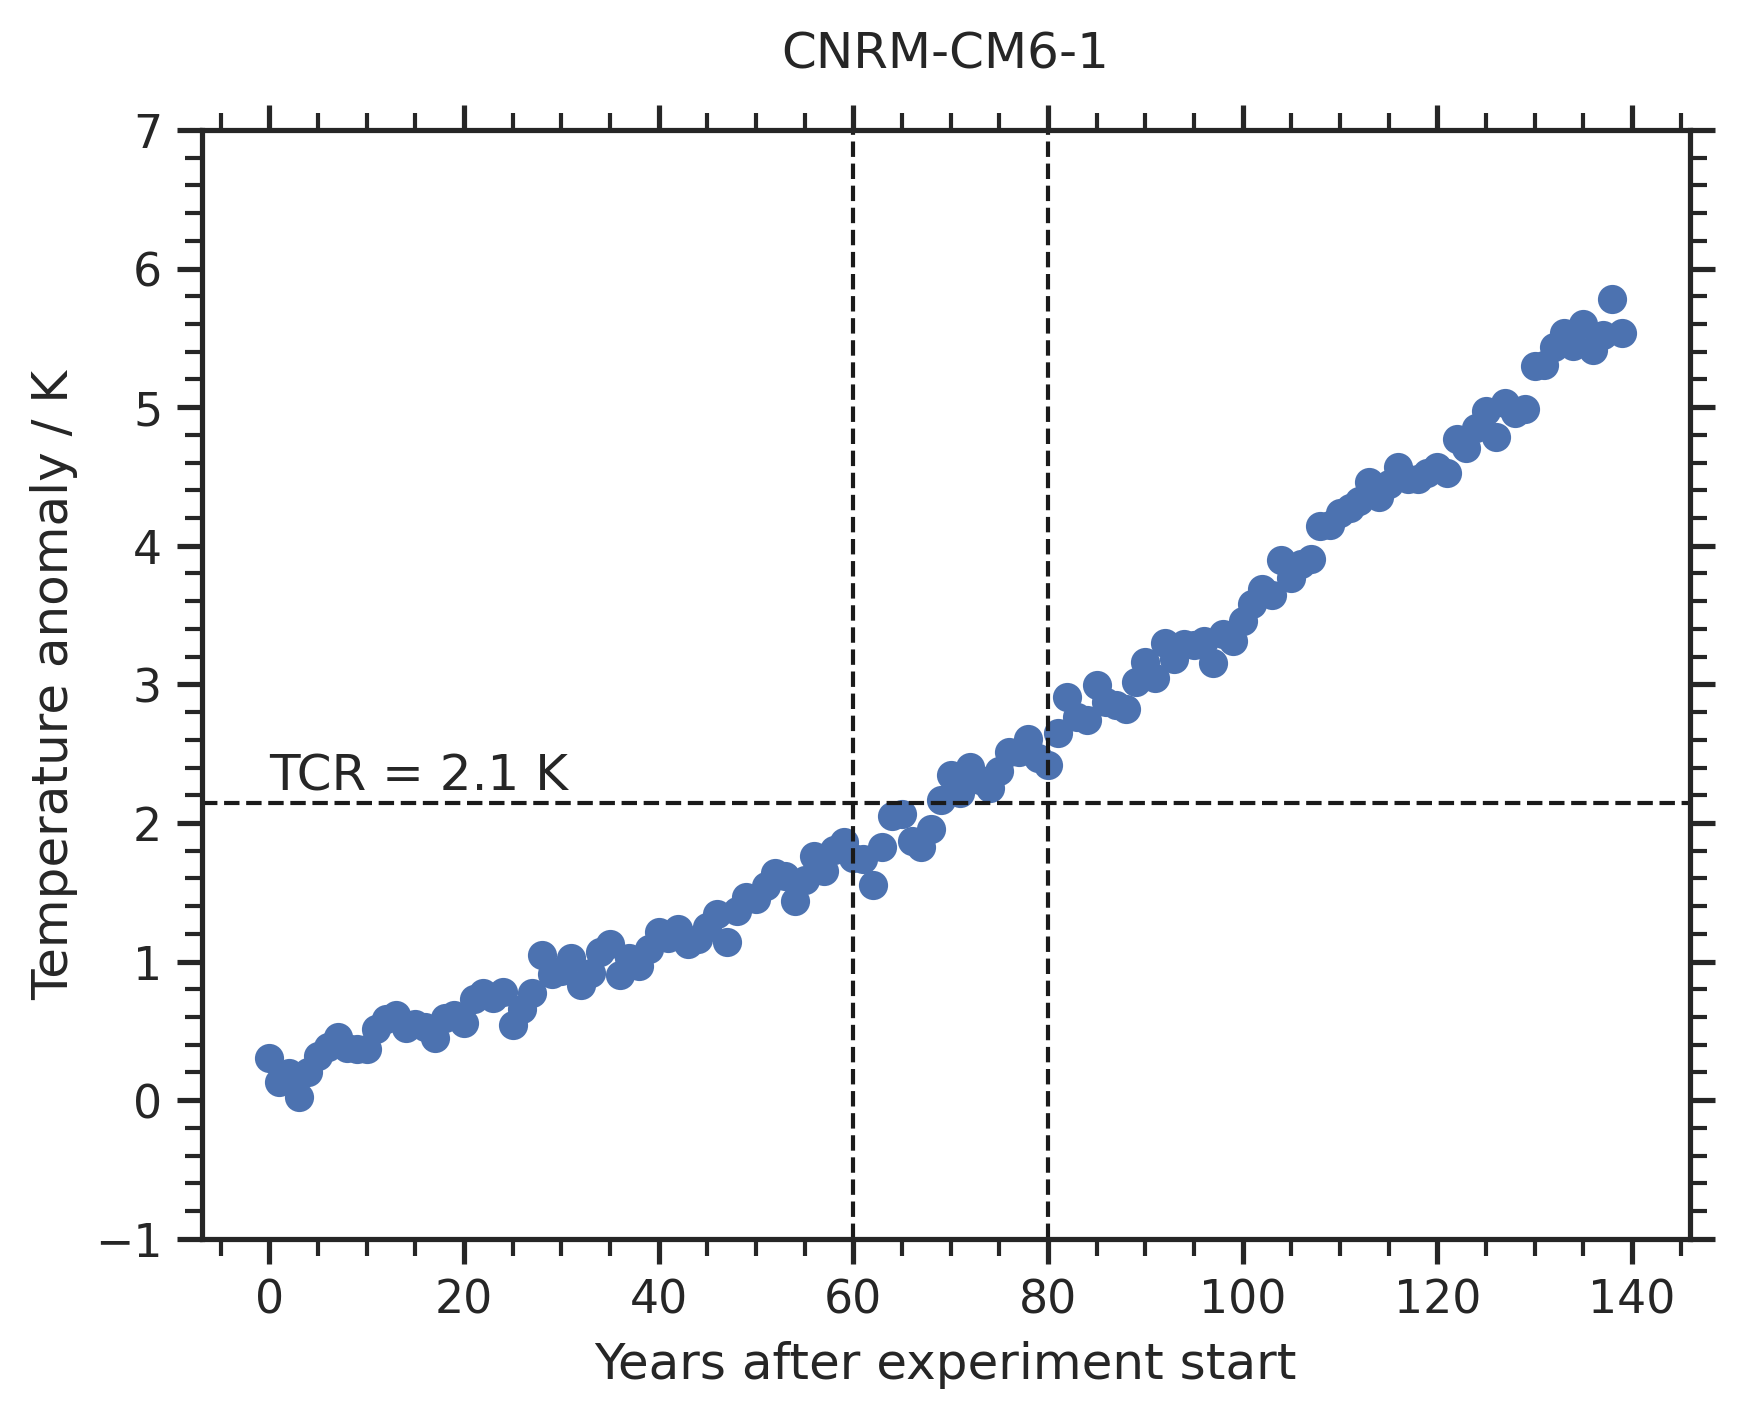 CNRM-CM6-1
Temperature anomaly / K
7
6
5
4
3
2
1
0
−1
TCR = 2.1 K
0 20 40 60 80 100 120 140
Years after experiment start